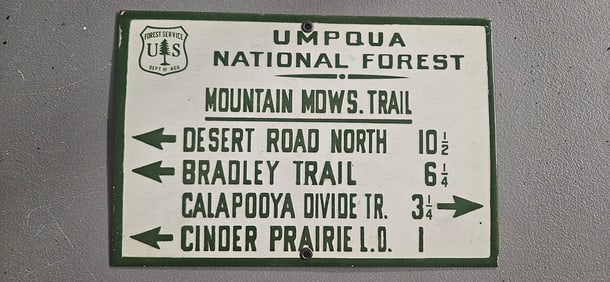 FOREST SERVICE
U S
DEPT OF AGR
UMPQUA
NATIONAL FOREST
MOUNTAIN MDWS. TRAIL
DESERT ROAD NORTH 10 1/2
BRADLEY TRAIL 6 1/4
CALAPOOYA DIVIDE TR. 3 1/4
CINDER PRAIRIE L.O. 1